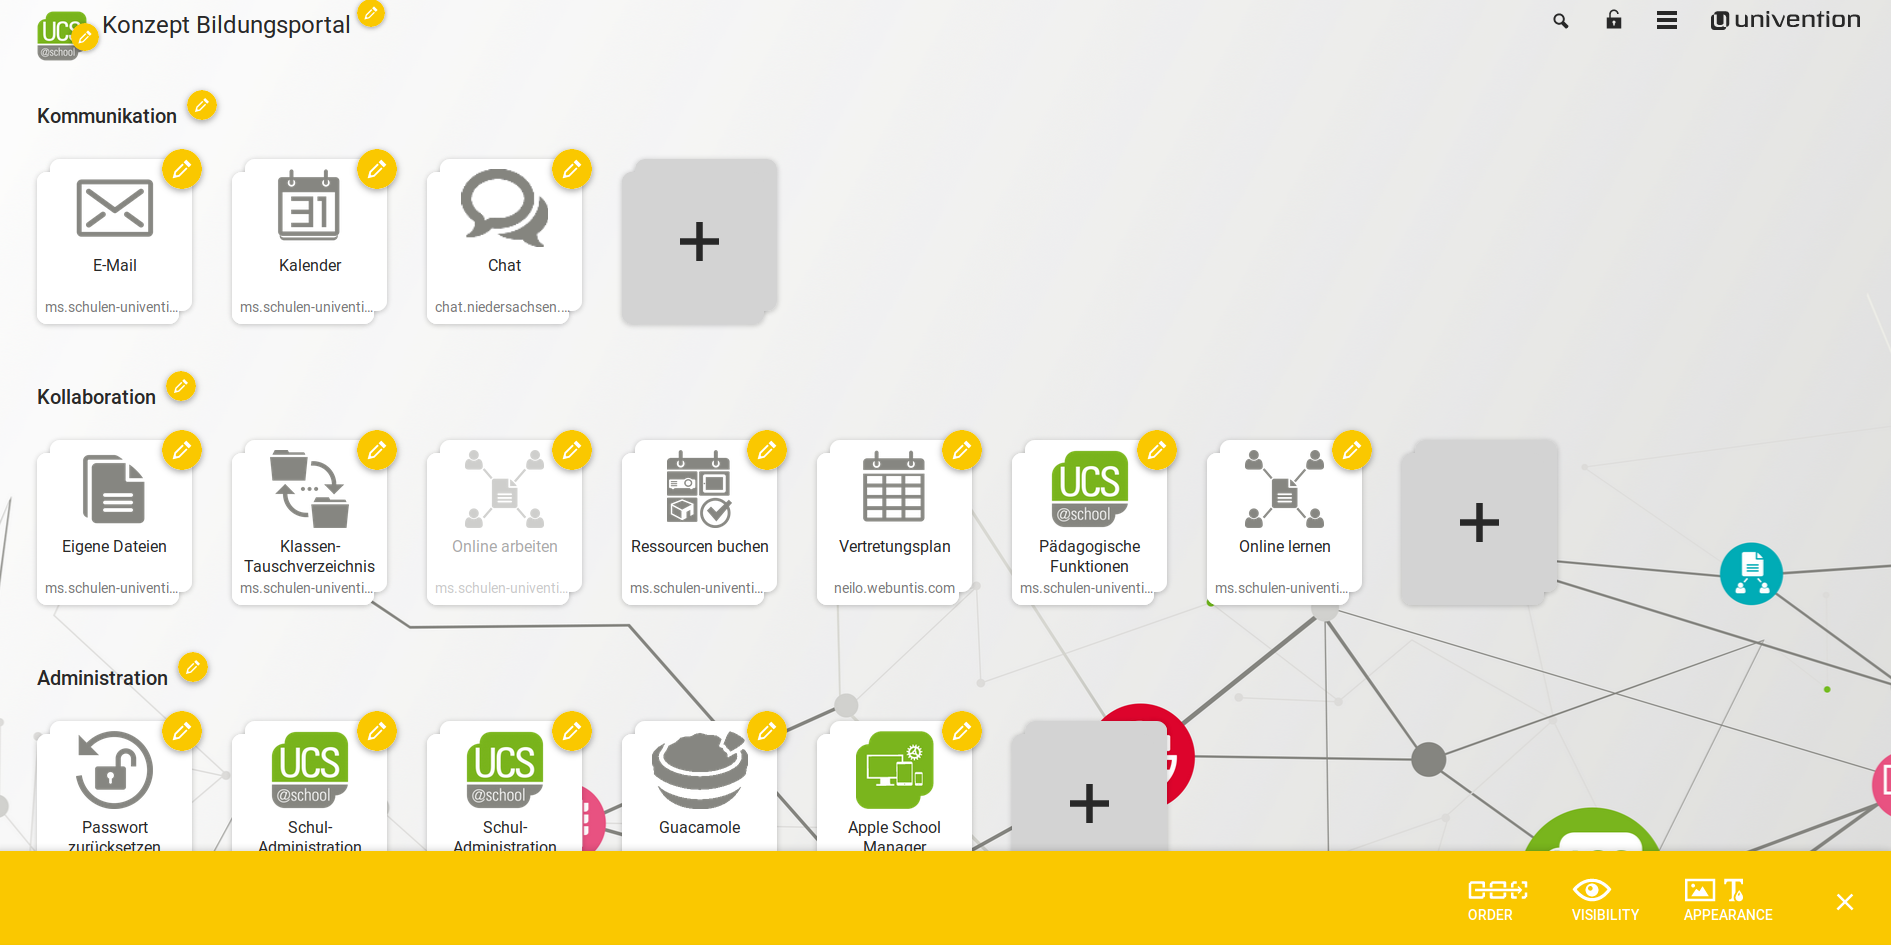 UCS
@school
Konzept Bildungsportal
univention
Kommunikation
31
E-Mail
Kalender
Chat
ms.schulen-univenti...
ms.schulen-univenti...
chat.niedersachsen....
Kollaboration
UCS
@school
Eigene Dateien
Klassen-
Tauschverzeichnis
Online arbeiten
Ressourcen buchen
Vertretungsplan
Pädagogische
Funktionen
Online lernen
ms.schulen-univenti...
ms.schulen-univenti...
ms.schulen-univenti...
ms.schulen-univenti...
neilo.webuntis.com
ms.schulen-univenti...
ms.schulen-univenti...
Administration
UCS
@school
UCS
@school
Passwort
zurücksetzen
Schul-
Administration
Schul-
Administration
Guacamole
Apple School
Manager
ORDER
VISIBILITY
APPEARANCE